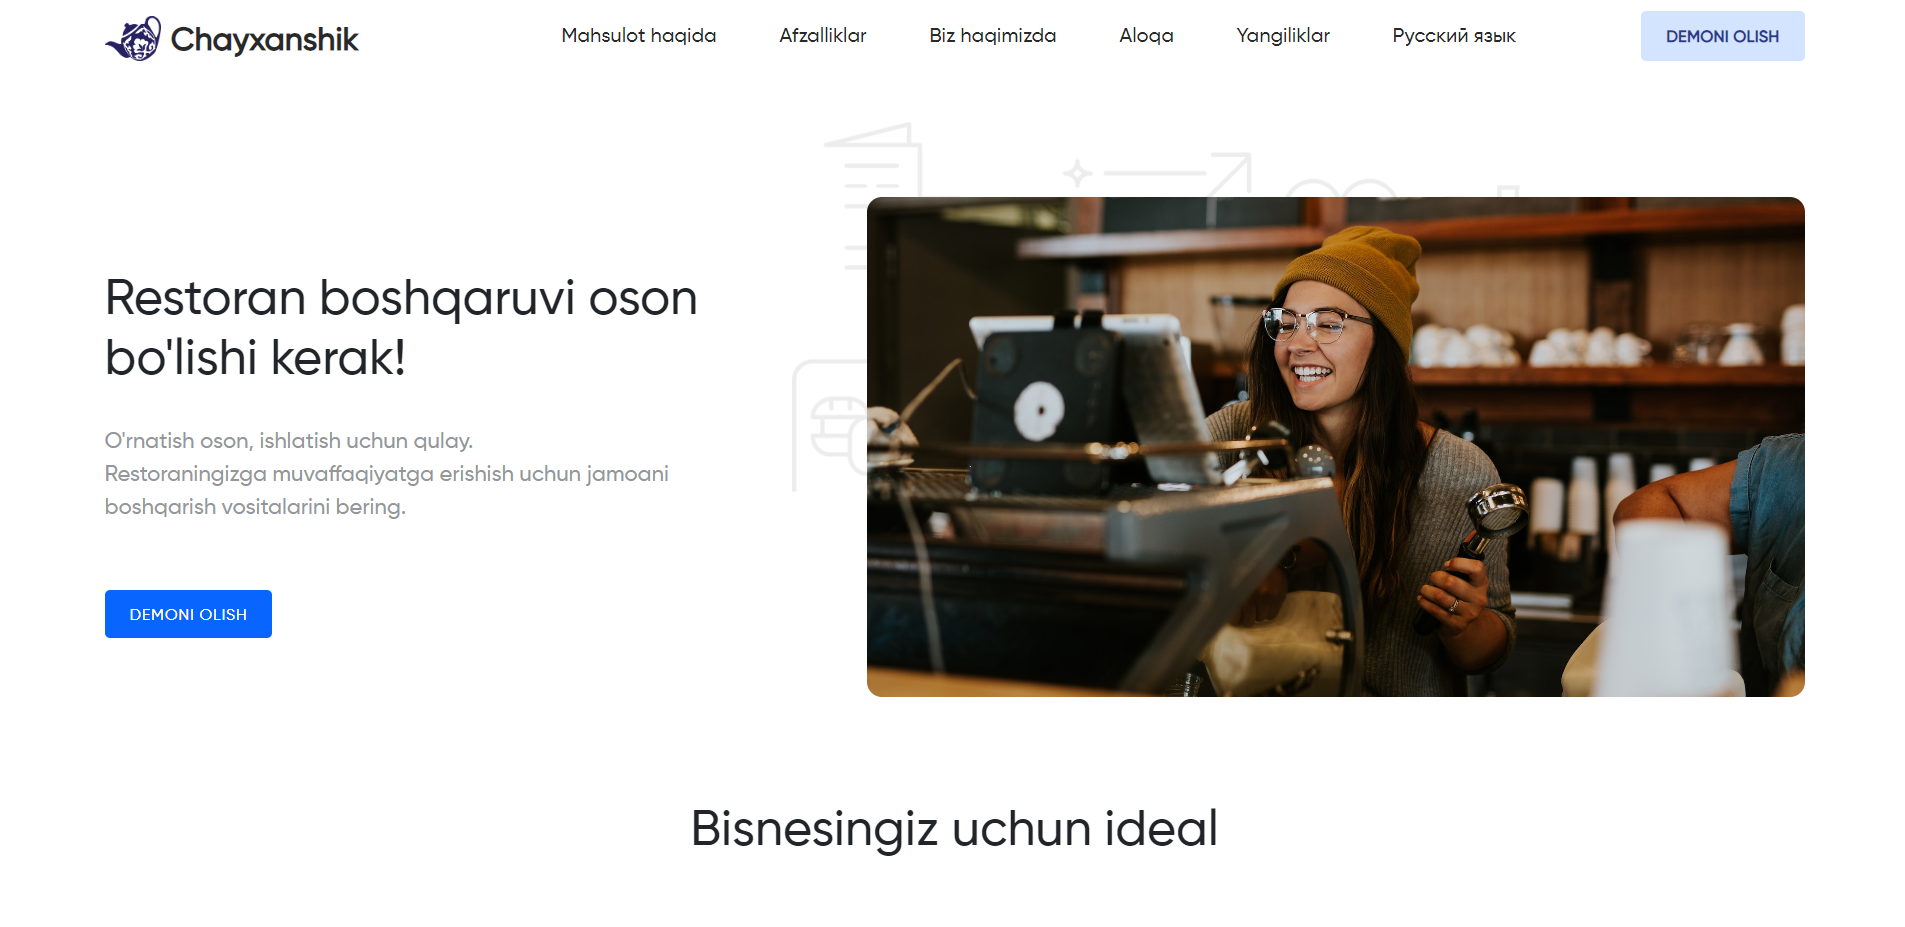 Chayxanshik
Mahsulot haqida
Afzalliklar
Biz haqimizda
Aloqa
Yangiliklar
Русский язык
DEMONI OLISH
Restoran boshqaruvi oson
bo'lishi kerak!
O'rnatish oson, ishlatish uchun qulay.
Restoraningizga muvaffaqiyatga erishish uchun jamoani
boshqarish vositalarini bering.
DEMONI OLISH
Bisnesingiz uchun ideal